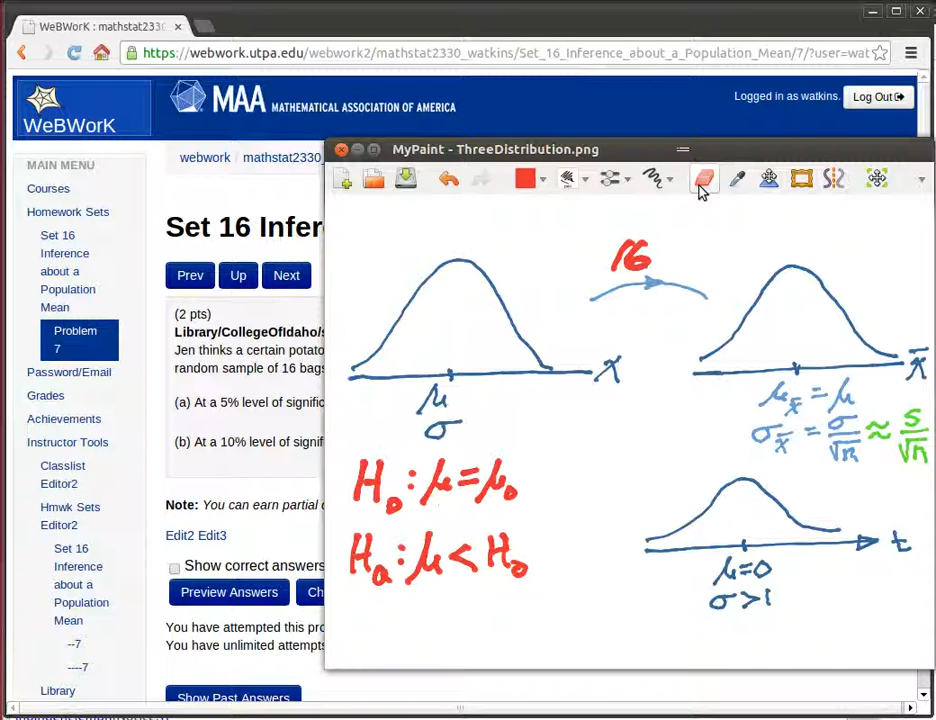 WeBWorK : mathstat233
https://webwork.utpa.edu/webwork2/mathstat2330_watkins/Set_16_Inference_about_a_Population_Mean/7/?user=wat
WeBWorK
MAA MATHEMATICAL ASSOCIATION OF AMERICA
Logged in as watkins.
Log Out
MAIN MENU
Courses
Homework Sets
Set 16
Inference
about a
Population
Mean
Problem
7
Password/Email
Grades
Achievements
Instructor Tools
Classlist
Editor2
Hmwk Sets
Editor2
Set 16
Inference
about a
Population
Mean
--7
----7
Library
webwork mathstat2330_
Set 16 Infer
Prev Up Next
(2 pts)
Library/CollegeOfIdaho/s
Jen thinks a certain potato
random sample of 16 bags
(a) At a 5% level of signific
(b) At a 10% level of signif
Note: You can earn partial
Edit2 Edit3
Show correct answers
Preview Answers Ch
You have attempted this pro
You have unlimited attempt
Show Past Answers
MyPaint - ThreeDistribution.png
16
x
μ
σ
x̄
μx̄ = μ
σx̄ = σ/√n ≈ s/√n
H₀ : μ = μ₀
Hₐ : μ < H₀
t
μ=0
σ>1